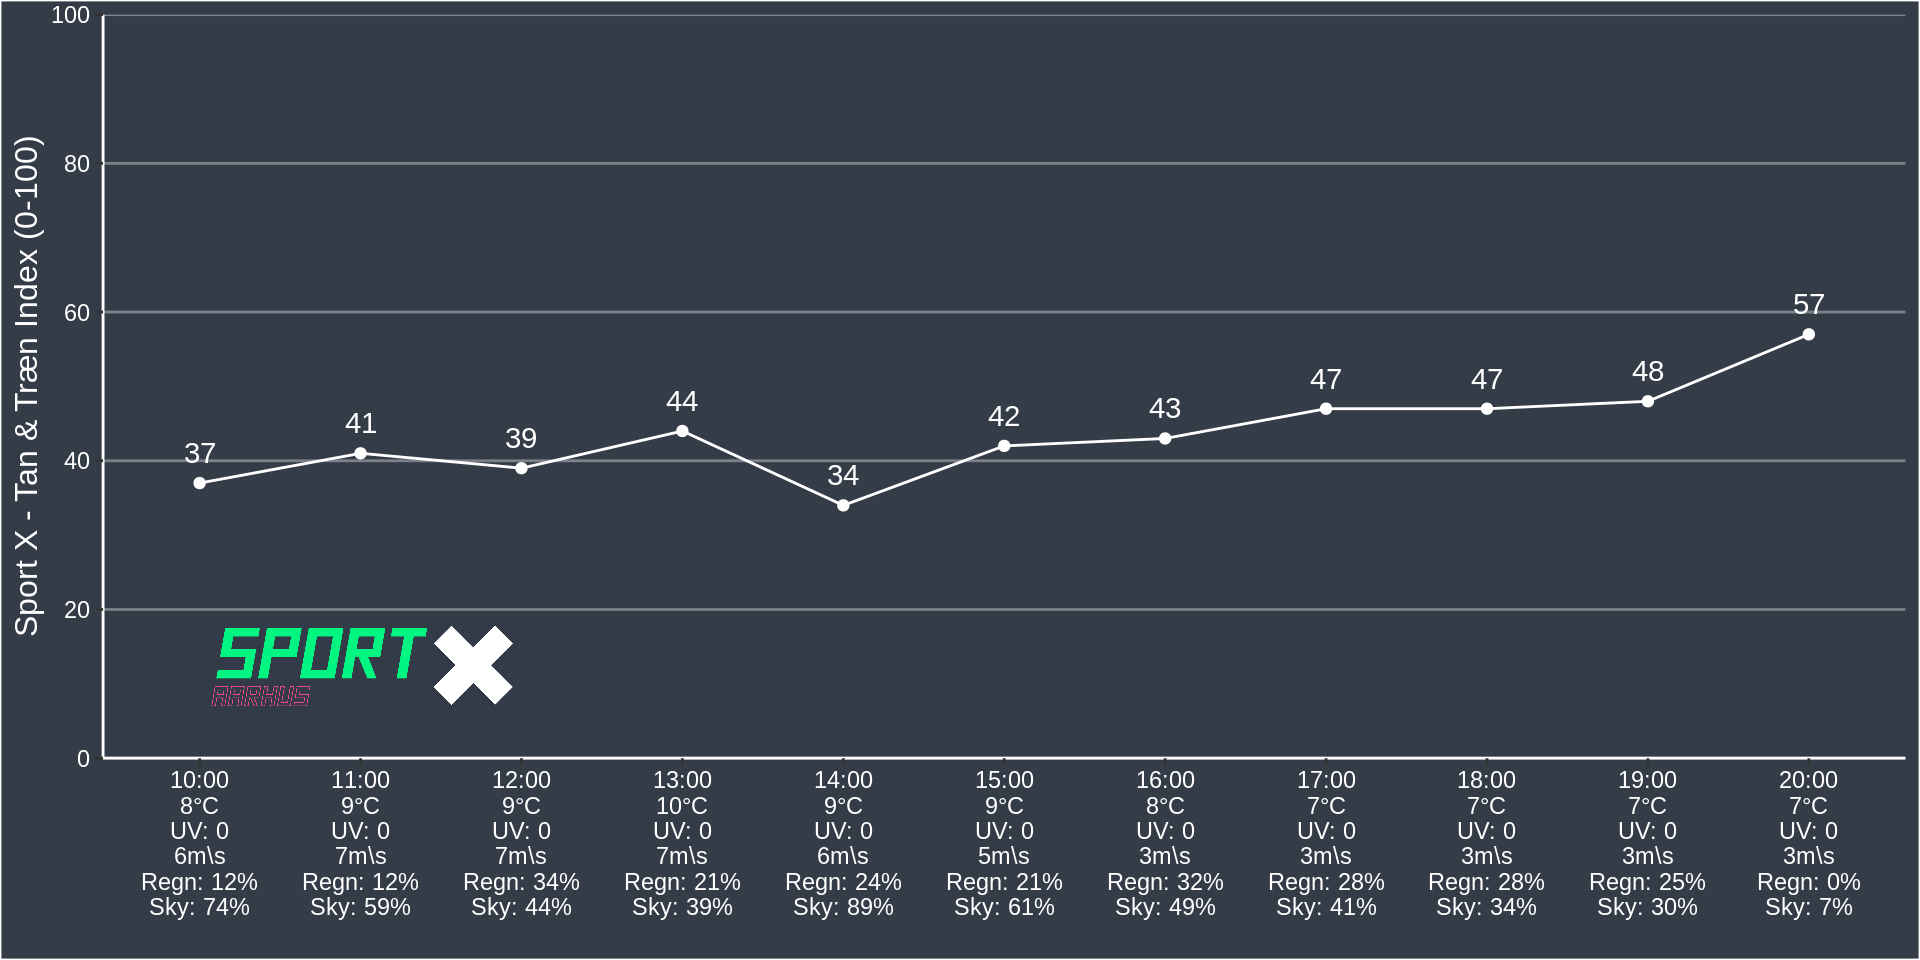 Sport X - Tan & Træn Index (0-100)
100
80
60
40
20
0
37
41
39
44
34
42
43
47
47
48
57
SPORT X
AARHUS
10:00 11:00 12:00 13:00 14:00 15:00 16:00 17:00 18:00 19:00 20:00
8°C 9°C 9°C 10°C 9°C 9°C 8°C 7°C 7°C 7°C 7°C
UV: 0 UV: 0 UV: 0 UV: 0 UV: 0 UV: 0 UV: 0 UV: 0 UV: 0 UV: 0 UV: 0
6m\s 7m\s 7m\s 7m\s 6m\s 5m\s 3m\s 3m\s 3m\s 3m\s 3m\s
Regn: 12% Regn: 12% Regn: 34% Regn: 21% Regn: 24% Regn: 21% Regn: 32% Regn: 28% Regn: 28% Regn: 25% Regn: 0%
Sky: 74% Sky: 59% Sky: 44% Sky: 39% Sky: 89% Sky: 61% Sky: 49% Sky: 41% Sky: 34% Sky: 30% Sky: 7%